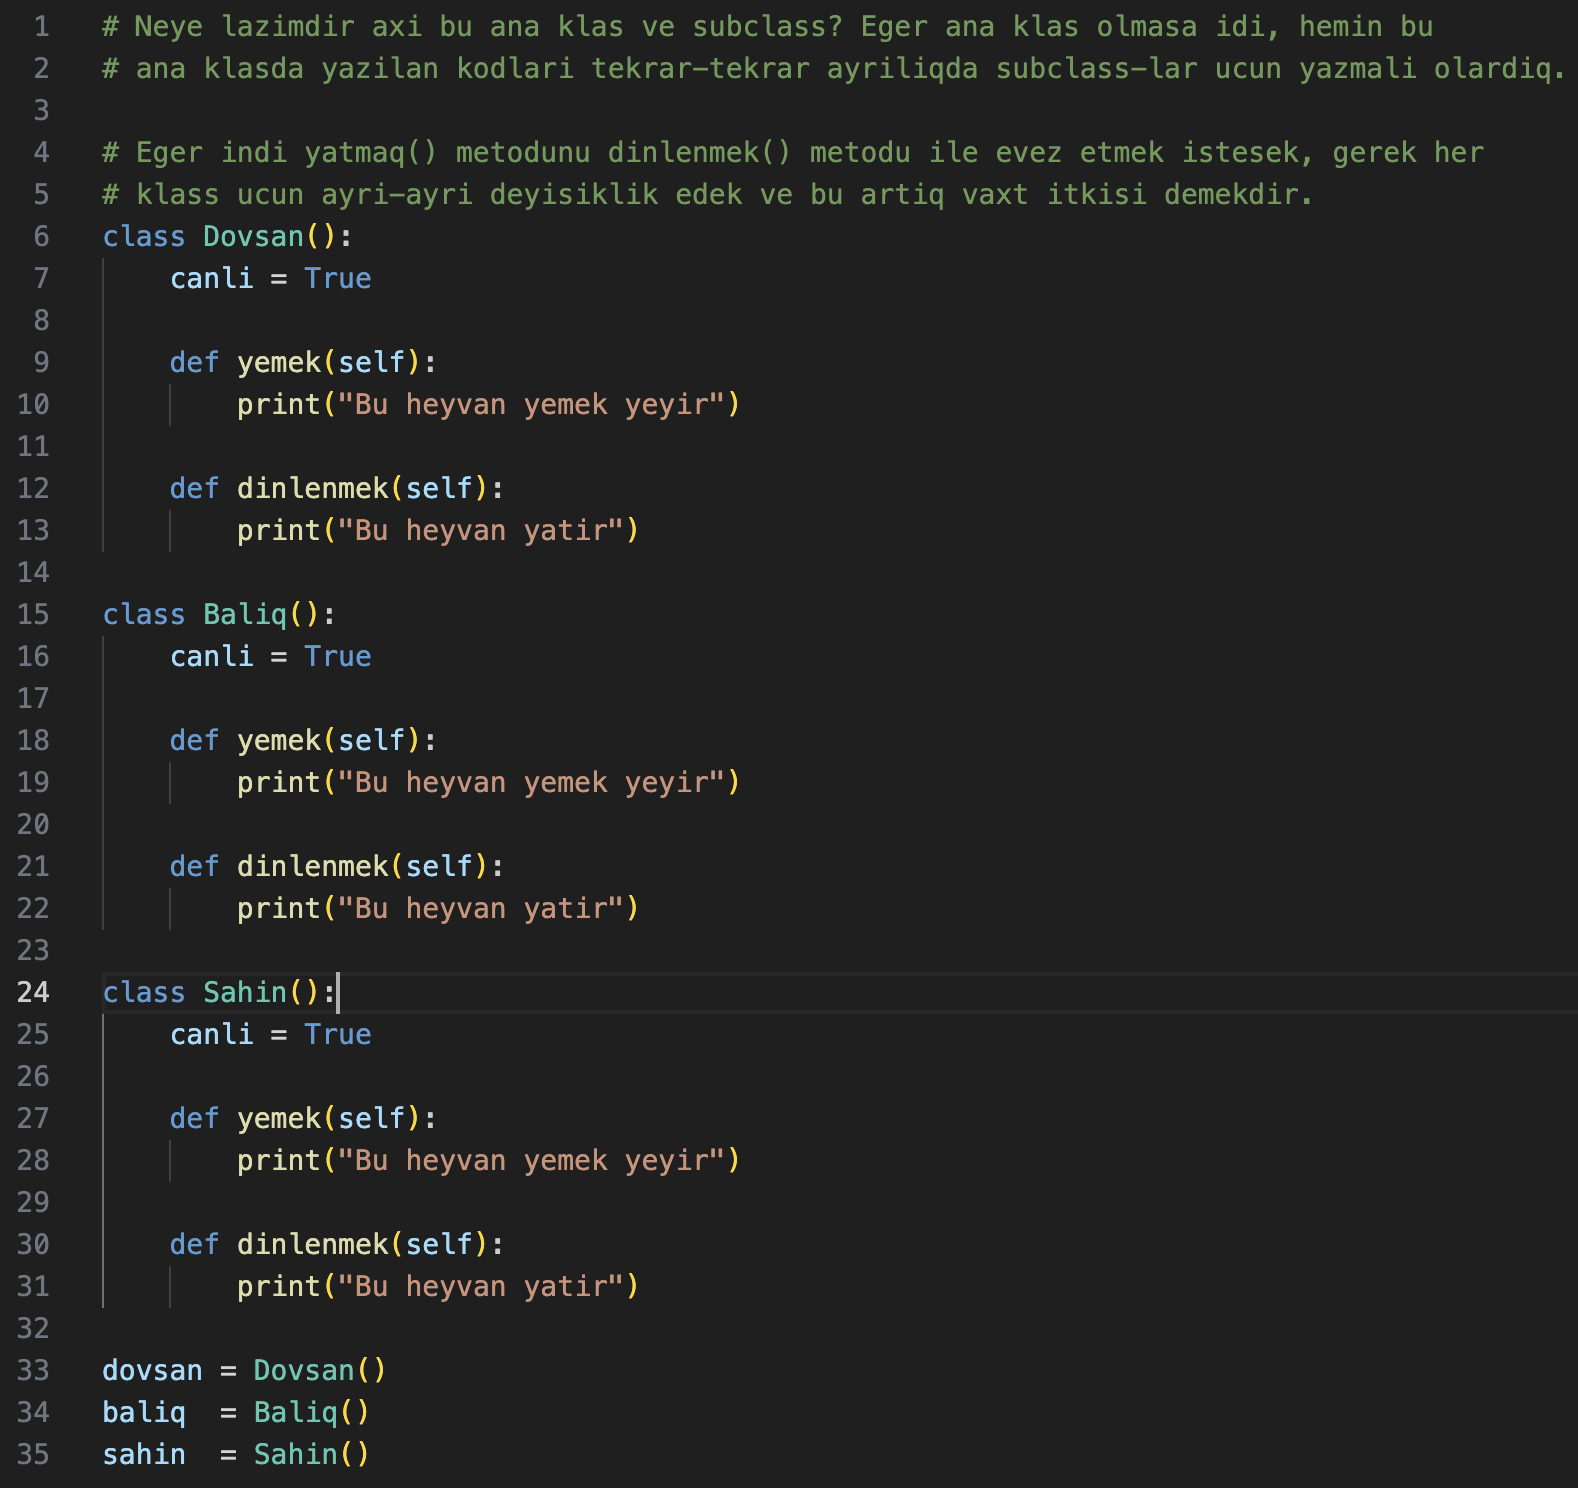 1 # Neye lazimdir axi bu ana klas ve subclass? Eger ana klas olmasa idi, hemin bu
2 # ana klasda yazilan kodlari tekrar-tekrar ayriliqda subclass-lar ucun yazmali olardiq.
3
4 # Eger indi yatmaq() metodunu dinlenmek() metodu ile evez etmek istesek, gerek her
5 # klass ucun ayri-ayri deyisiklik edek ve bu artiq vaxt itkisi demekdir.
6 class Dovsan():
7     canli = True
8
9     def yemek(self):
10         print("Bu heyvan yemek yeyir")
11
12     def dinlenmek(self):
13         print("Bu heyvan yatir")
14
15 class Baliq():
16     canli = True
17
18     def yemek(self):
19         print("Bu heyvan yemek yeyir")
20
21     def dinlenmek(self):
22         print("Bu heyvan yatir")
23
24 class Sahin():
25     canli = True
26
27     def yemek(self):
28         print("Bu heyvan yemek yeyir")
29
30     def dinlenmek(self):
31         print("Bu heyvan yatir")
32
33 dovsan = Dovsan()
34 baliq  = Baliq()
35 sahin  = Sahin()